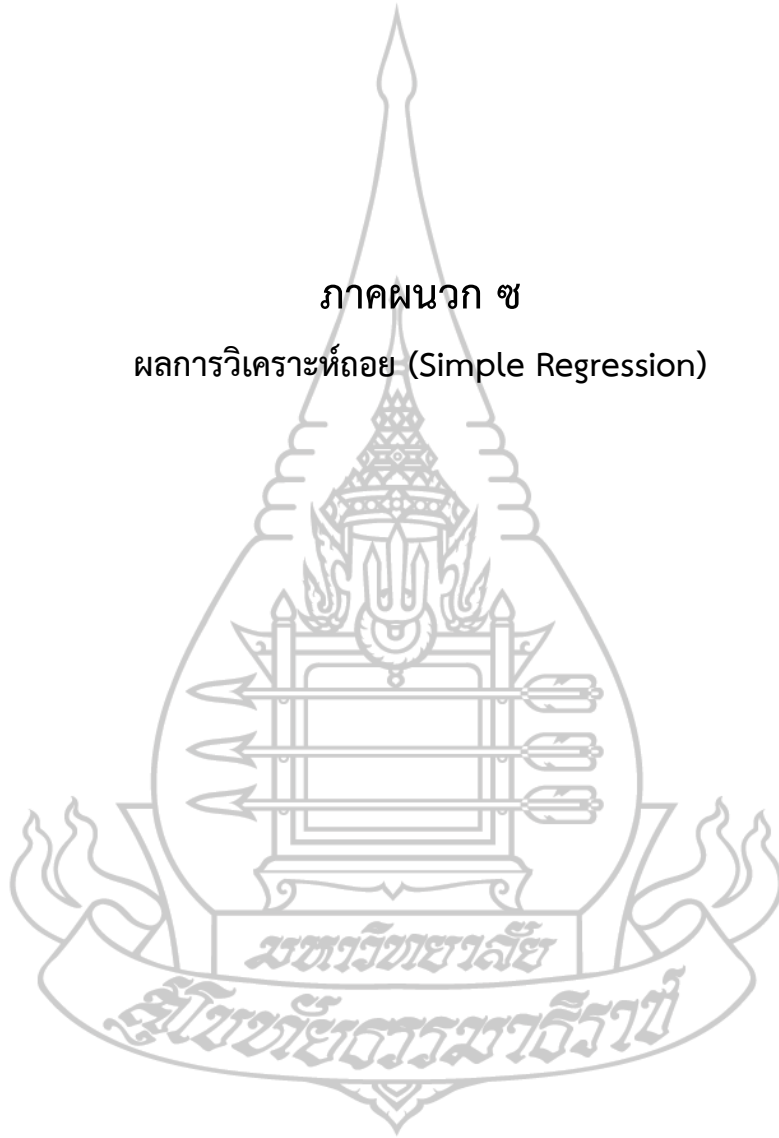 ภาคผนวก ซ
ผลการวิเคราะห์ถอย (Simple Regression)
มหาวิทยาลัย
สุโขทัยธรรมาธิราช